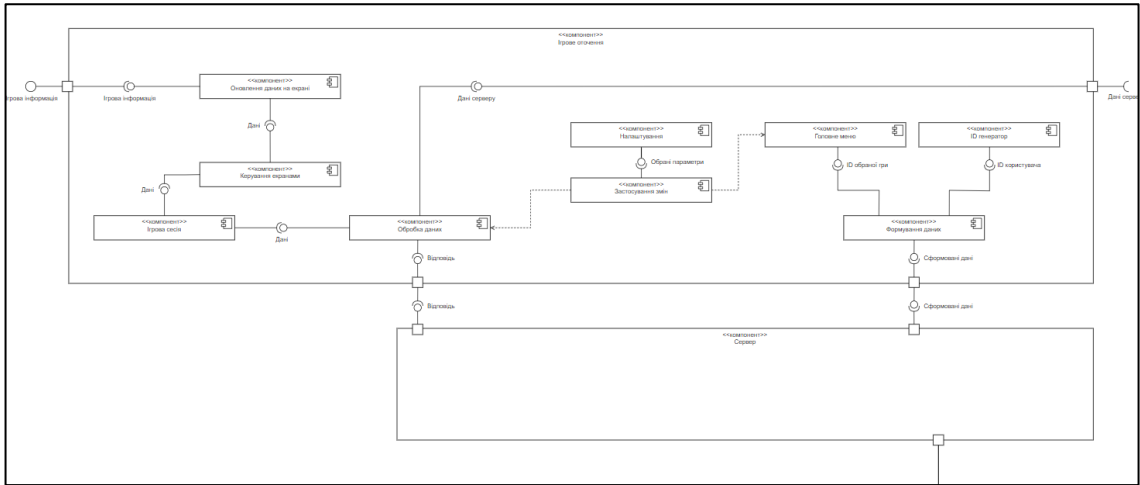 <<компонент>>
Ігрове оточення
<<компонент>>
Оновлення даних на екрані
Ігрова інформація
Ігрова інформація
Дані серверу
Дані серв
Дані
<<компонент>>
Налаштування
<<компонент>>
Головне меню
<<компонент>>
ID генератор
Обрані параметри
ID обраної гри
ID користувача
<<компонент>>
Керування екранами
<<компонент>>
Застосування змін
Дані
<<компонент>>
Ігрова сесія
<<компонент>>
Обробка даних
<<компонент>>
Формування даних
Дані
Відповідь
Сформовані дані
Відповідь
Сформовані дані
<<компонент>>
Сервер